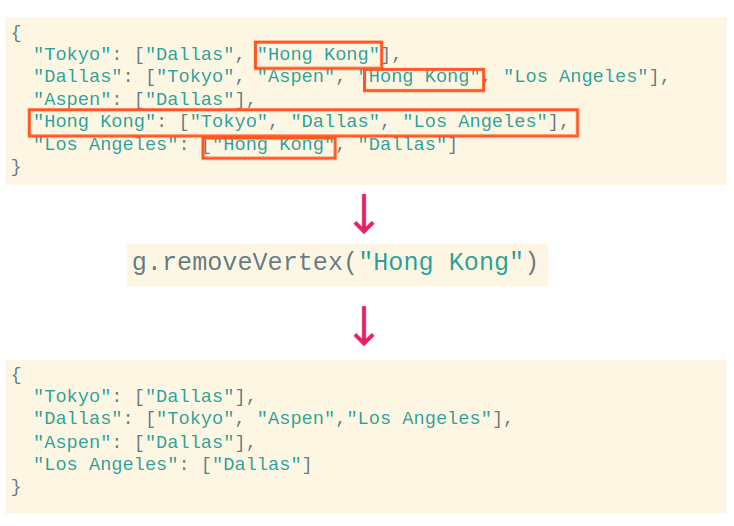 {
  "Tokyo": ["Dallas", "Hong Kong"],
  "Dallas": ["Tokyo", "Aspen", "Hong Kong", "Los Angeles"],
  "Aspen": ["Dallas"],
  "Hong Kong": ["Tokyo", "Dallas", "Los Angeles"],
  "Los Angeles": ["Hong Kong", "Dallas"]
}
g.removeVertex("Hong Kong")
{
  "Tokyo": ["Dallas"],
  "Dallas": ["Tokyo", "Aspen","Los Angeles"],
  "Aspen": ["Dallas"],
  "Los Angeles": ["Dallas"]
}